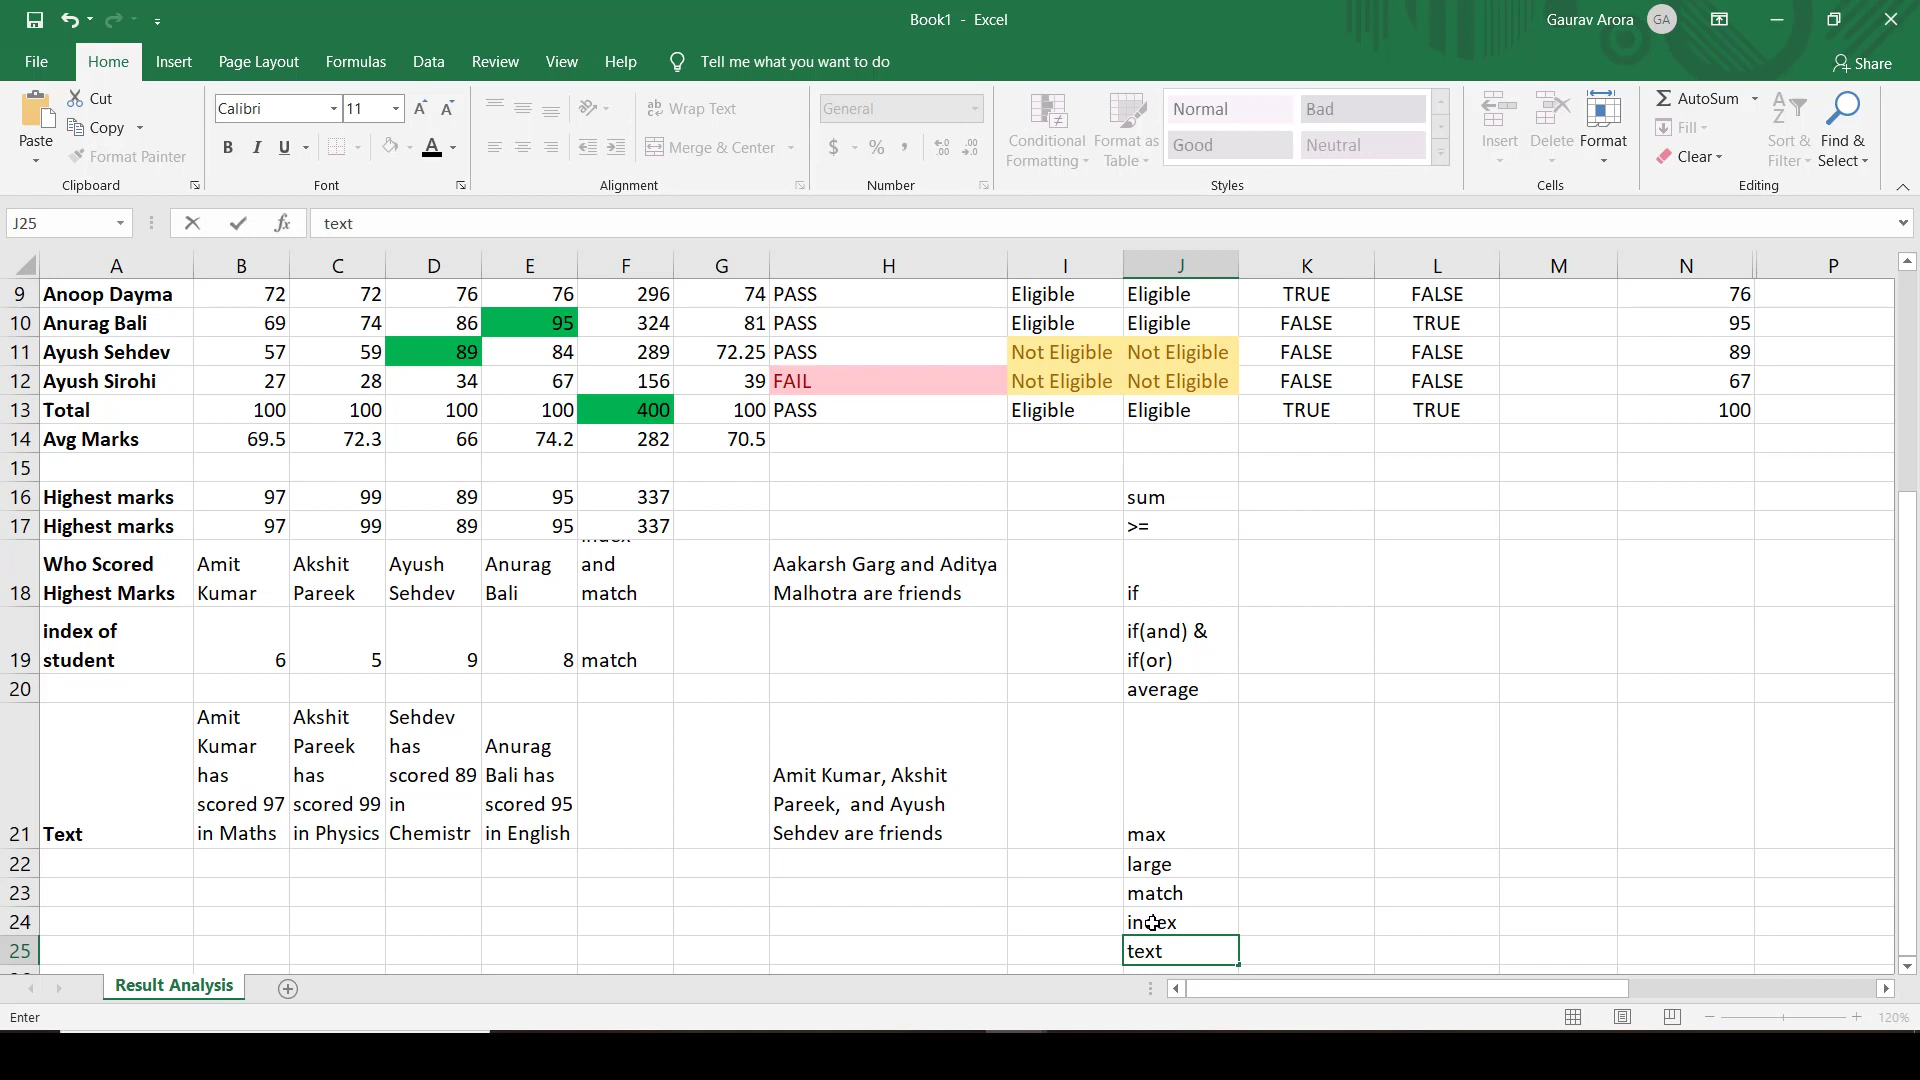 Book1 - Excel
Gaurav Arora
GA
File
Home
Insert
Page Layout
Formulas
Data
Review
View
Help
Tell me what you want to do
Share
Paste
Cut
Copy
Format Painter
Clipboard
Calibri
11
B I U
Font
Wrap Text
Merge & Center
Alignment
General
$ % ,
Number
Conditional
Formatting
Format as
Table
Normal
Bad
Good
Neutral
Styles
Insert
Delete
Format
Cells
AutoSum
Fill
Clear
Sort &
Filter
Find &
Select
Editing
J25
fx
text
A B C D E F G H I J K L M N P
9 Anoop Dayma 72 72 76 76 296 74 PASS Eligible Eligible TRUE FALSE 76
10 Anurag Bali 69 74 86 95 324 81 PASS Eligible Eligible FALSE TRUE 95
11 Ayush Sehdev 57 59 89 84 289 72.25 PASS Not Eligible Not Eligible FALSE FALSE 89
12 Ayush Sirohi 27 28 34 67 156 39 FAIL Not Eligible Not Eligible FALSE FALSE 67
13 Total 100 100 100 100 400 100 PASS Eligible Eligible TRUE TRUE 100
14 Avg Marks 69.5 72.3 66 74.2 282 70.5
15
16 Highest marks 97 99 89 95 337 sum
17 Highest marks 97 99 89 95 337 >=
18
Who Scored
Highest Marks
Amit
Kumar
Akshit
Pareek
Ayush
Sehdev
Anurag
Bali
and
match
Aakarsh Garg and Aditya
Malhotra are friends
if
19
index of
student
6 5 9 8 match
if(and) &
if(or)
20 average
21 Text
Amit
Kumar
has
scored 97
in Maths
Akshit
Pareek
has
scored 99
in Physics
Sehdev
has
scored 89
in
Chemistr
Anurag
Bali has
scored 95
in English
Amit Kumar, Akshit
Pareek, and Ayush
Sehdev are friends
max
22 large
23 match
24 index
25 text
Result Analysis
Enter
120%